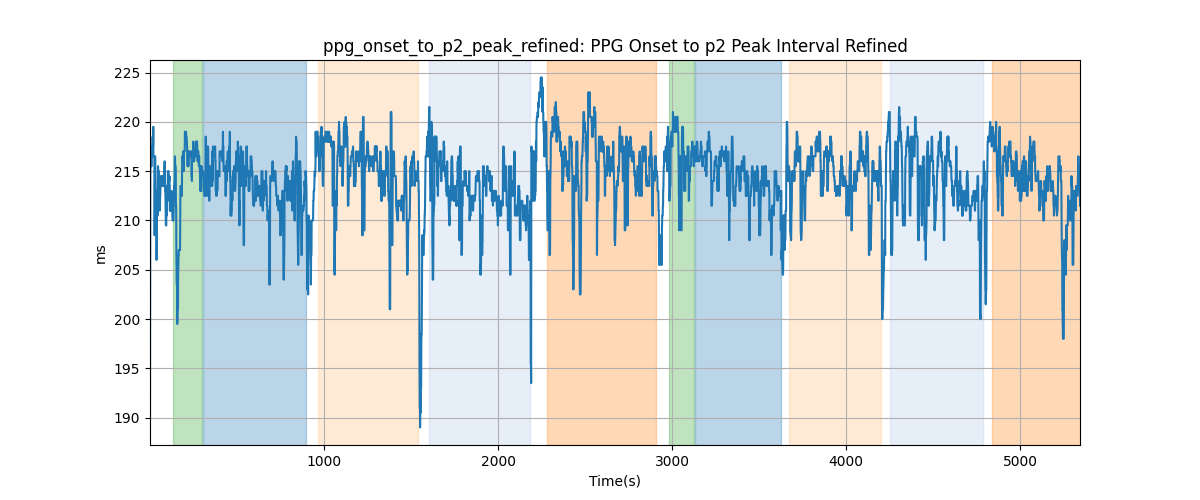 ppg_onset_to_p2_peak_refined: PPG Onset to p2 Peak Interval Refined
225
220
215
210
205
200
195
190
ms
1000 2000 3000 4000 5000
Time(s)